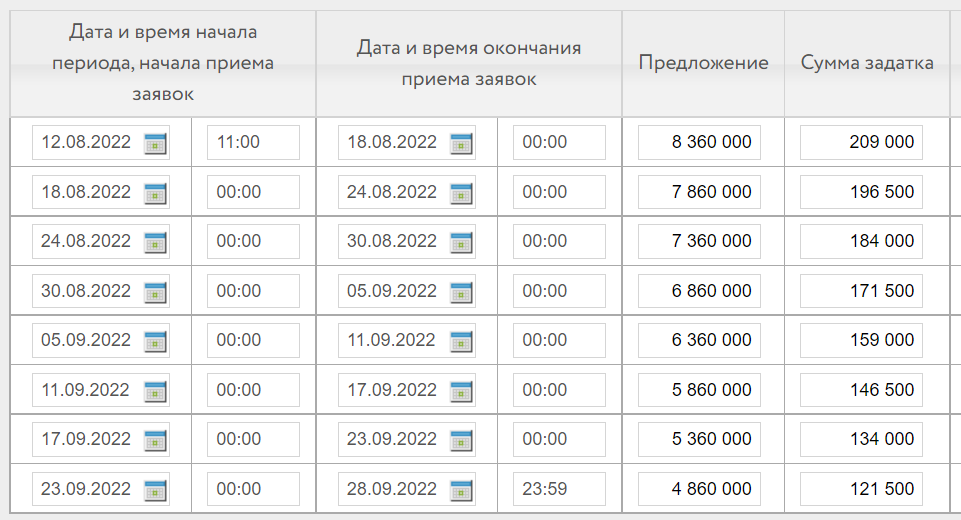 Дата и время начала
периода, начала приема
заявок
Дата и время окончания
приема заявок
Предложение
Сумма задатка
12.08.2022 11:00 18.08.2022 00:00 8 360 000 209 000
18.08.2022 00:00 24.08.2022 00:00 7 860 000 196 500
24.08.2022 00:00 30.08.2022 00:00 7 360 000 184 000
30.08.2022 00:00 05.09.2022 00:00 6 860 000 171 500
05.09.2022 00:00 11.09.2022 00:00 6 360 000 159 000
11.09.2022 00:00 17.09.2022 00:00 5 860 000 146 500
17.09.2022 00:00 23.09.2022 00:00 5 360 000 134 000
23.09.2022 00:00 28.09.2022 23:59 4 860 000 121 500